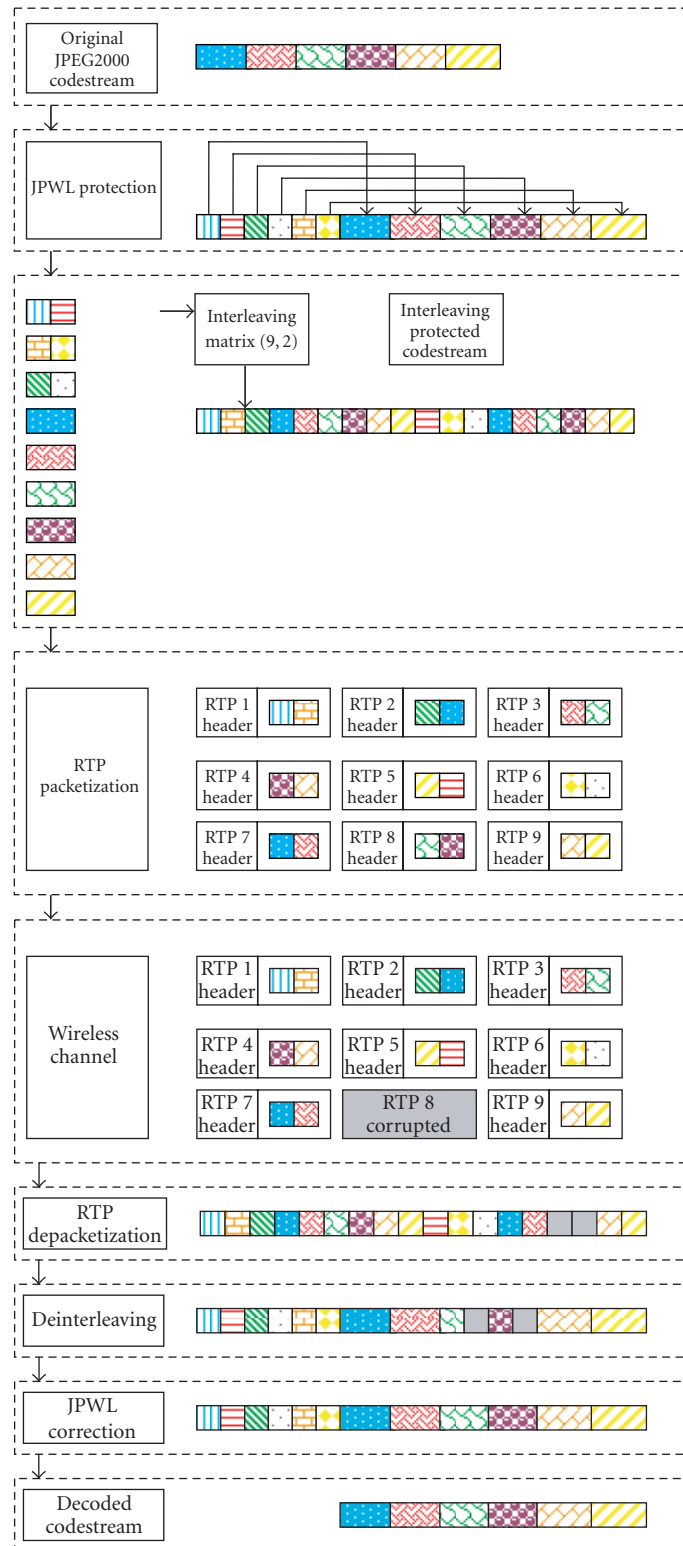 Original
JPEG2000
codestream
JPWL protection
Interleaving
matrix (9, 2)
Interleaving
protected
codestream
RTP
packetization
RTP 1
header
RTP 2
header
RTP 3
header
RTP 4
header
RTP 5
header
RTP 6
header
RTP 7
header
RTP 8
header
RTP 9
header
Wireless
channel
RTP 1
header
RTP 2
header
RTP 3
header
RTP 4
header
RTP 5
header
RTP 6
header
RTP 7
header
RTP 8
corrupted
RTP 9
header
RTP
depacketization
Deinterleaving
JPWL
correction
Decoded
codestream